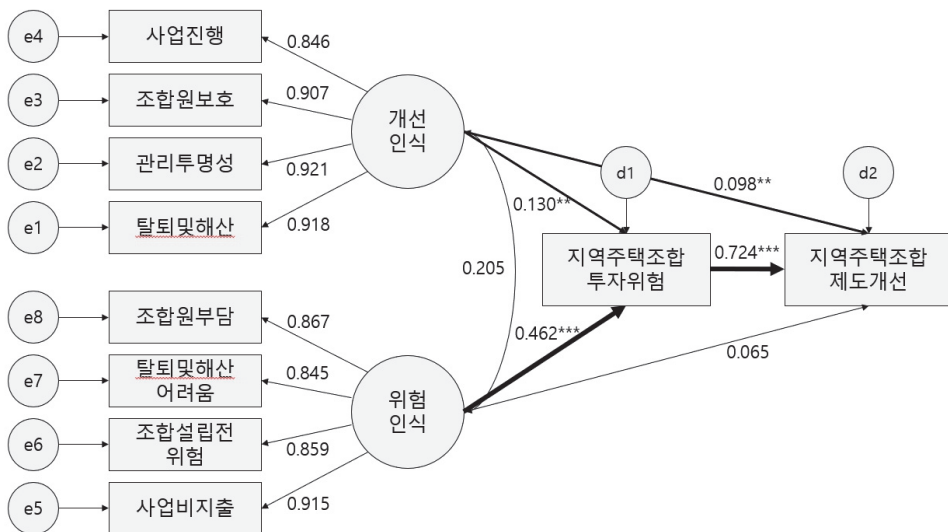 e4
사업진행
0.846
e3
조합원보호
0.907
e2
관리투명성
0.921
e1
탈퇴및해산
0.918
개선
인식
d1
d2
0.098**
0.130**
지역주택조합
투자위험
0.724***
지역주택조합
제도개선
0.205
e8
조합원부담
0.867
e7
탈퇴및해산
어려움
0.845
e6
조합설립전
위험
0.859
e5
사업비지출
0.915
위험
인식
0.462***
0.065